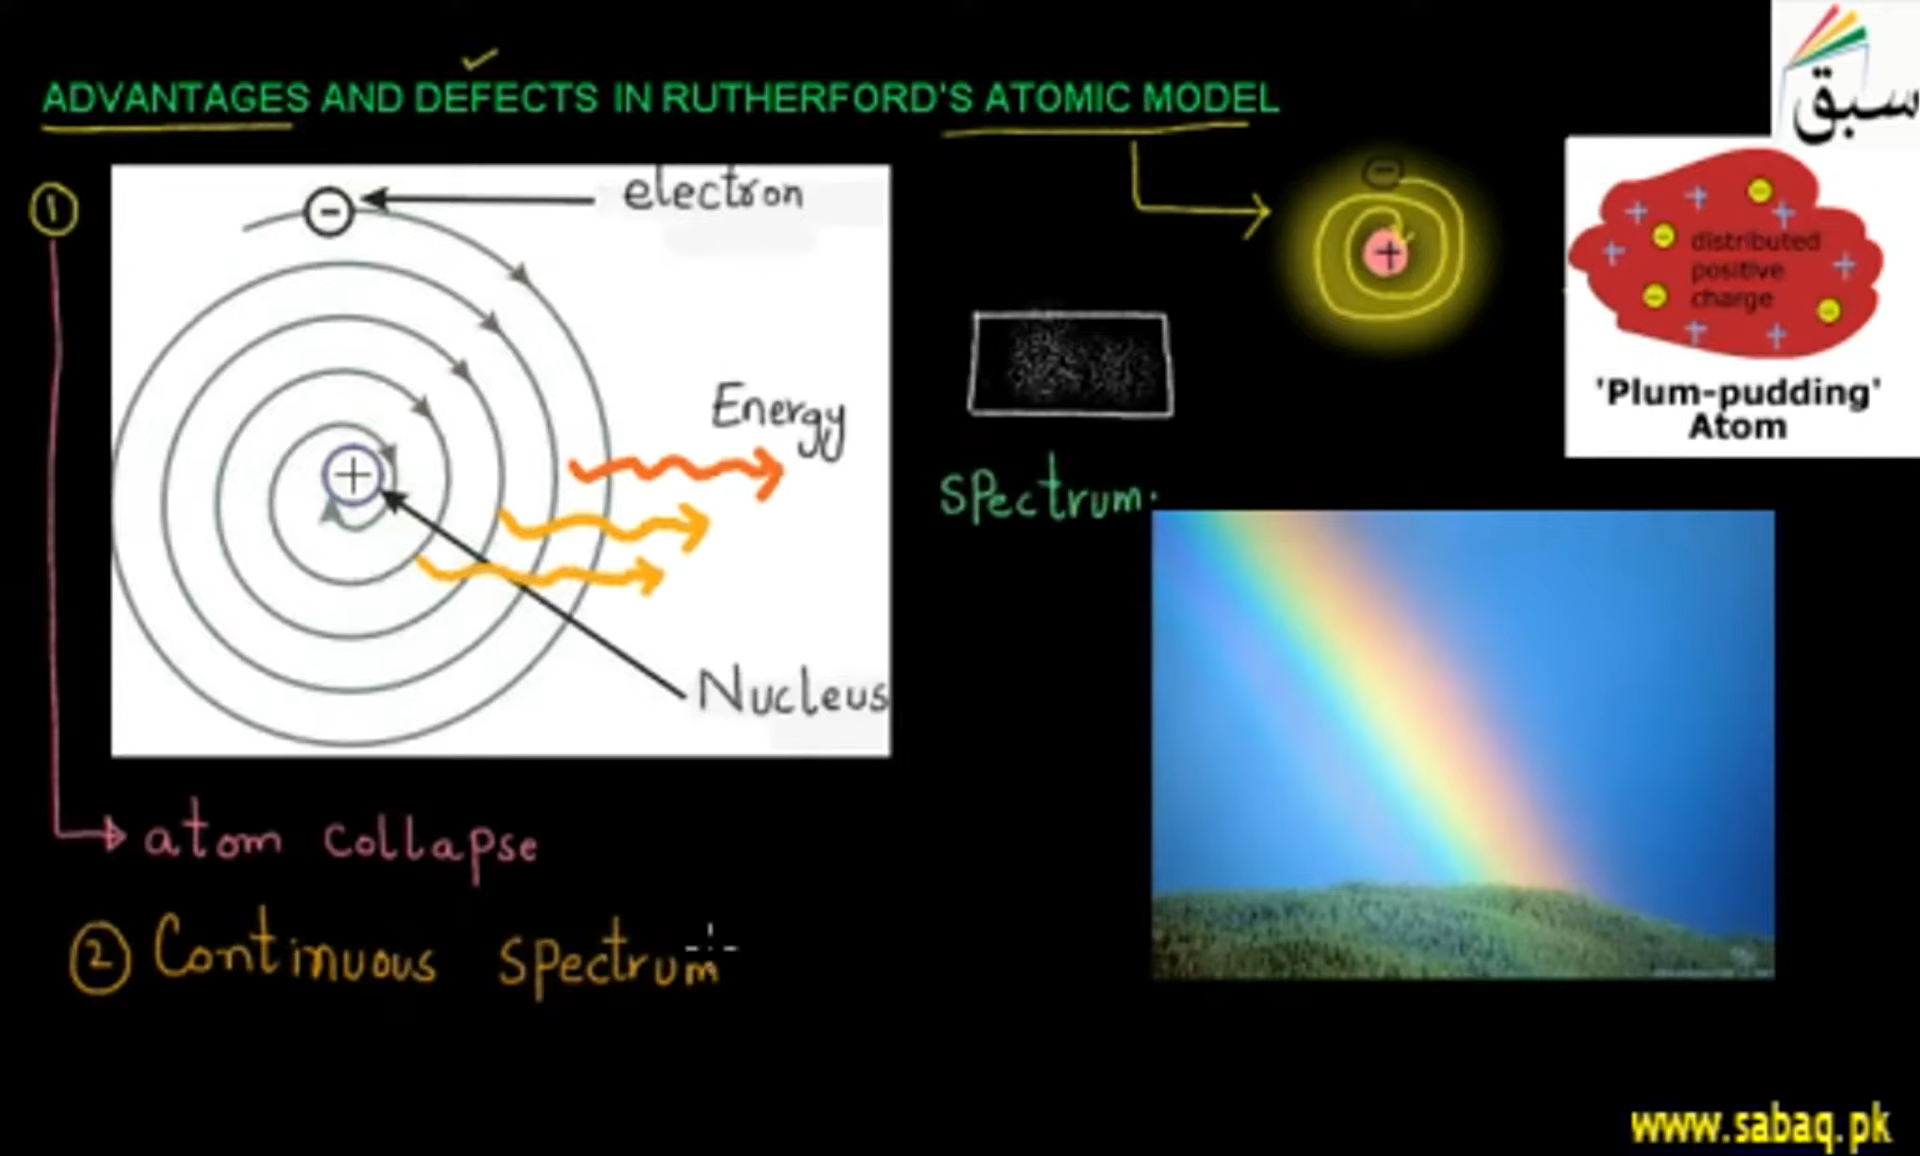 سبق
ADVANTAGES AND DEFECTS IN RUTHERFORD'S ATOMIC MODEL
1
electron
-
-
+
distributed
positive
charge
'Plum-pudding'
Atom
Energy
+
spectrum.
Nucleus
atom collapse
2 Continuous spectrum
www.sabaq.pk